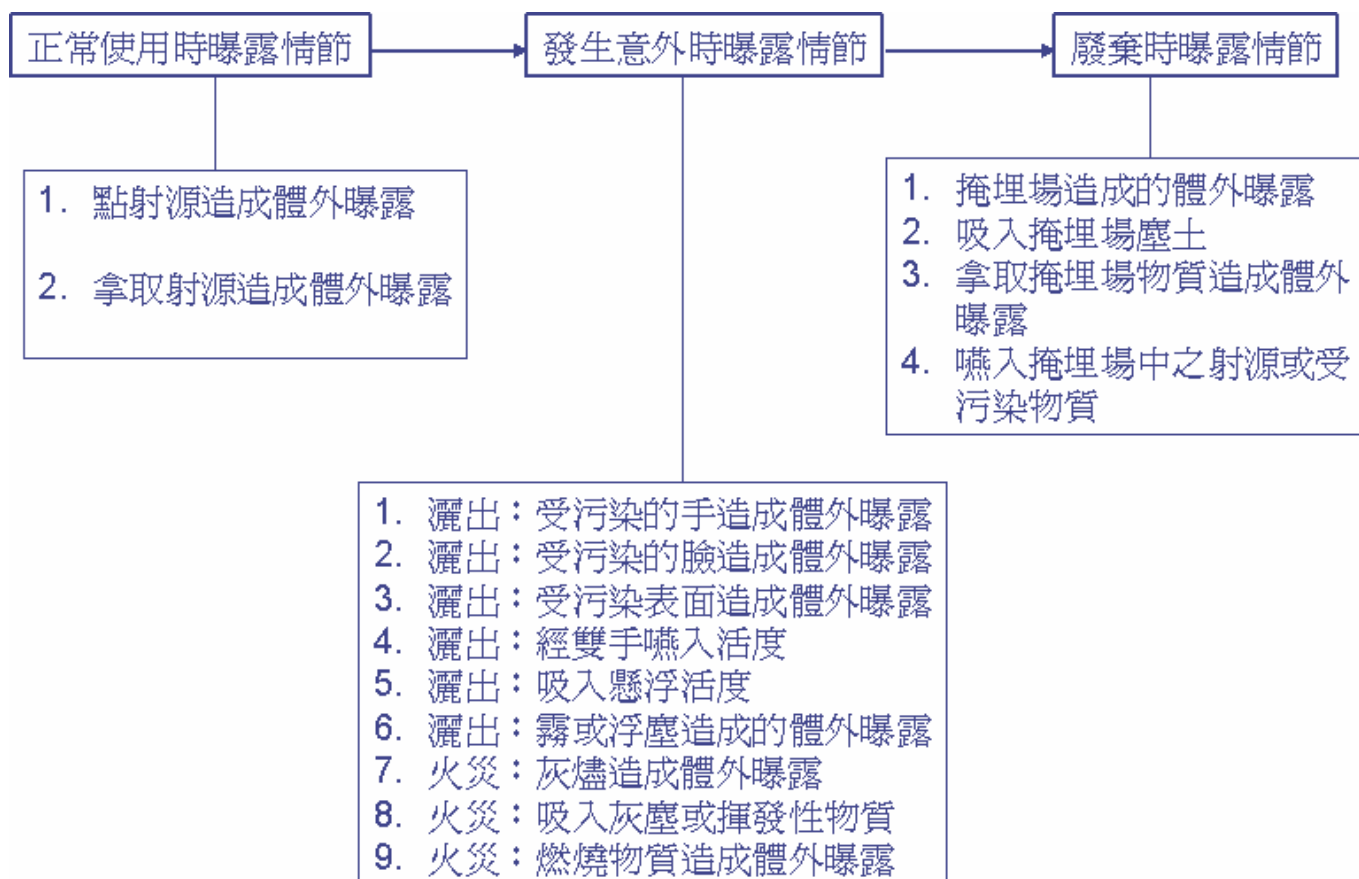 正常使用時曝露情節
發生意外時曝露情節
廢棄時曝露情節
1. 點射源造成體外曝露
2. 拿取射源造成體外曝露
1. 掩埋場造成的體外曝露
2. 吸入掩埋場塵土
3. 拿取掩埋場物質造成體外
曝露
4. 嚥入掩埋場中之射源或受
污染物質
1. 灑出：受污染的手造成體外曝露
2. 灑出：受污染的臉造成體外曝露
3. 灑出：受污染表面造成體外曝露
4. 灑出：經雙手嚥入活度
5. 灑出：吸入懸浮活度
6. 灑出：霧或浮塵造成的體外曝露
7. 火災：灰燼造成體外曝露
8. 火災：吸入灰塵或揮發性物質
9. 火災：燃燒物質造成體外曝露